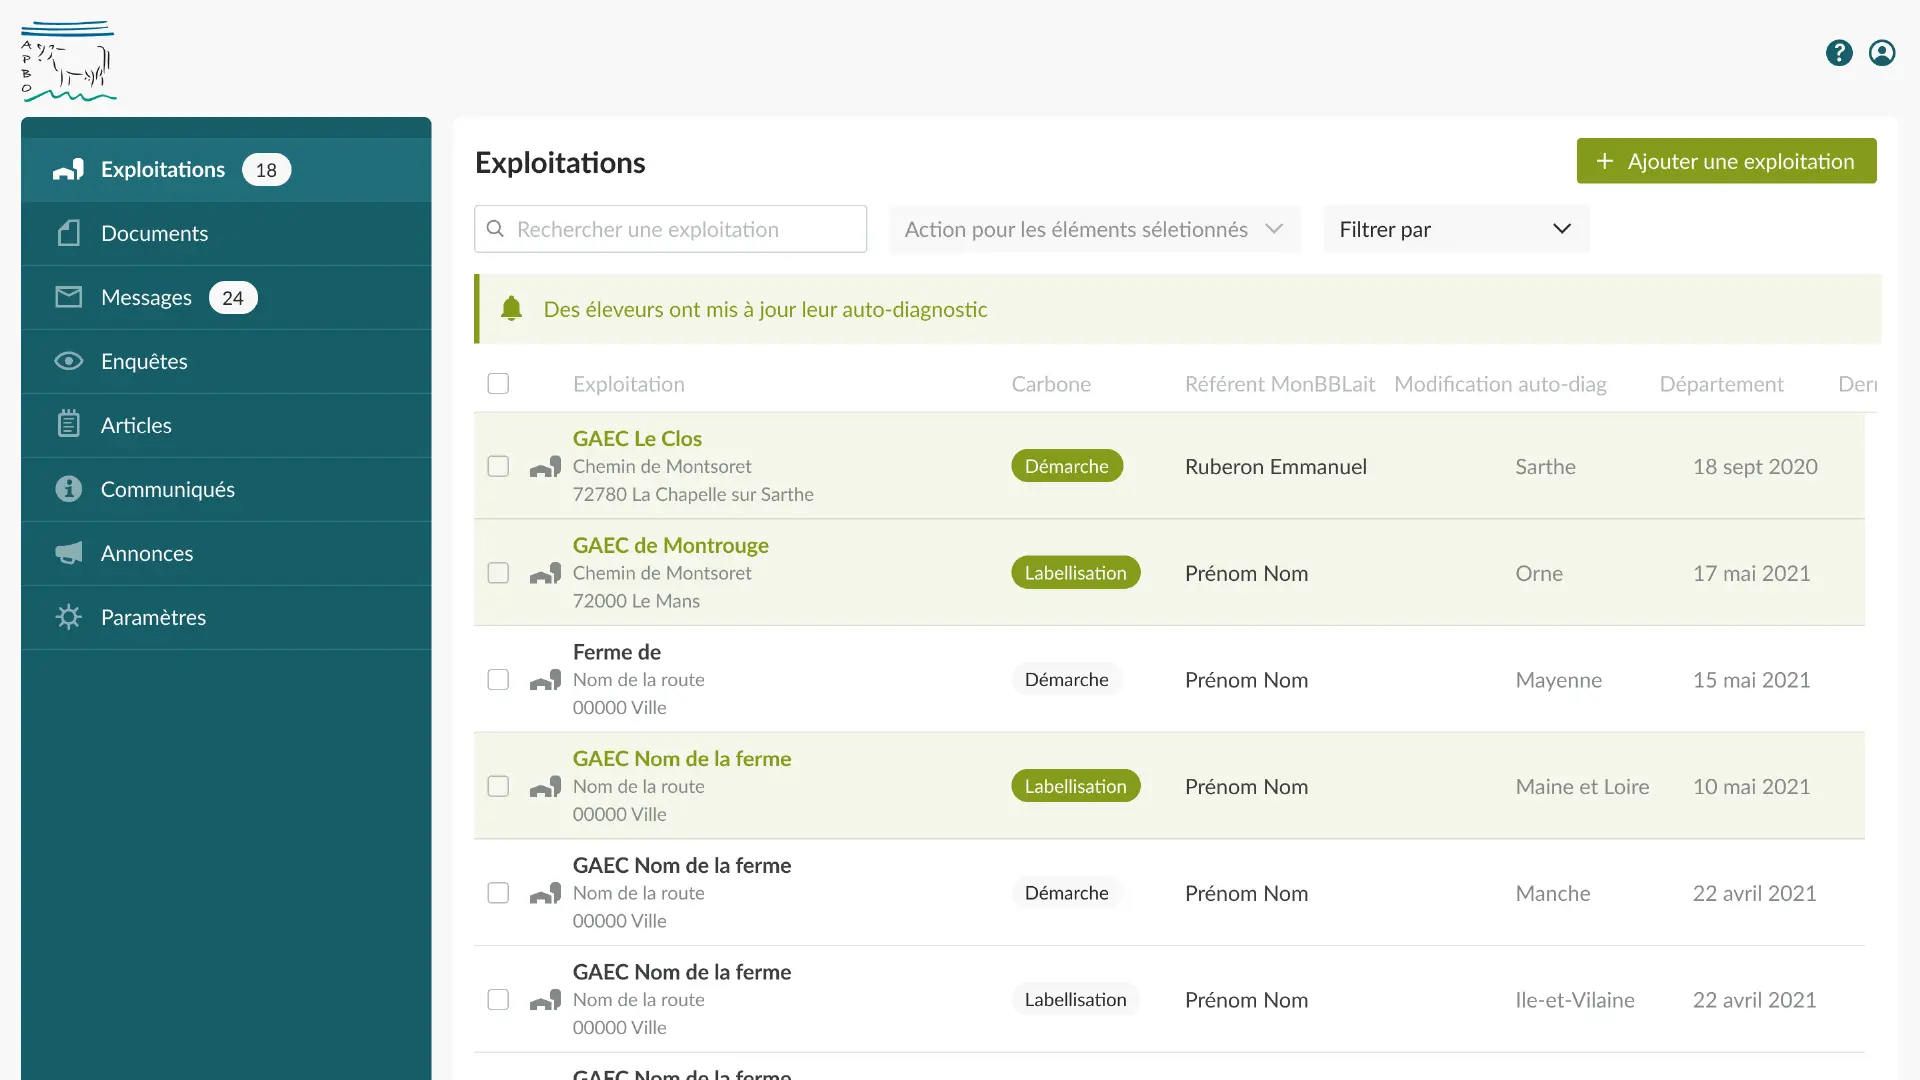 A
P
B
O
?
Exploitations 18
Documents
Messages 24
Enquêtes
Articles
Communiqués
Annonces
Paramètres
Exploitations
+ Ajouter une exploitation
Rechercher une exploitation
Action pour les éléments séletionnés
Filtrer par
Des éleveurs ont mis à jour leur auto-diagnostic
Exploitation Carbone Référent MonBBLait Modification auto-diag Département Derr
GAEC Le Clos
Chemin de Montsoret
72780 La Chapelle sur Sarthe
Démarche
Ruberon Emmanuel
Sarthe
18 sept 2020
GAEC de Montrouge
Chemin de Montsoret
72000 Le Mans
Labellisation
Prénom Nom
Orne
17 mai 2021
Ferme de
Nom de la route
00000 Ville
Démarche
Prénom Nom
Mayenne
15 mai 2021
GAEC Nom de la ferme
Nom de la route
00000 Ville
Labellisation
Prénom Nom
Maine et Loire
10 mai 2021
GAEC Nom de la ferme
Nom de la route
00000 Ville
Démarche
Prénom Nom
Manche
22 avril 2021
GAEC Nom de la ferme
Nom de la route
00000 Ville
Labellisation
Prénom Nom
Ile-et-Vilaine
22 avril 2021
GAEC Nom de la ferme